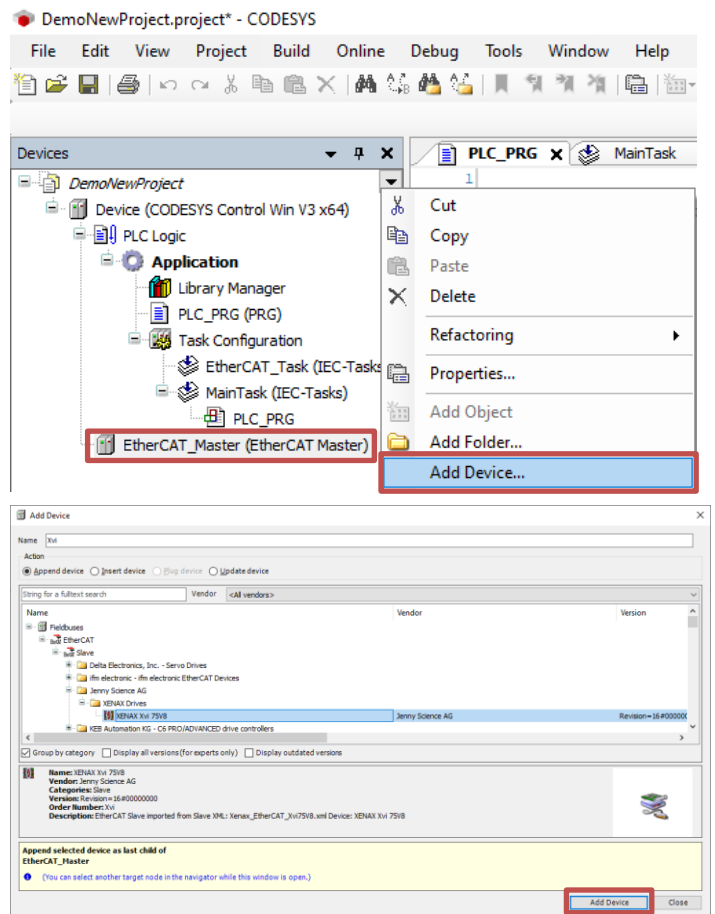 DemoNewProject.project* - CODESYS
File Edit View Project Build Online Debug Tools Window Help
Devices
PLC_PRG MainTask
DemoNewProject
1
Device (CODESYS Control Win V3 x64)
Cut
PLC Logic
Copy
Application
Paste
Library Manager
Delete
PLC_PRG (PRG)
Refactoring
Task Configuration
EtherCAT_Task (IEC-Tasks
Properties...
MainTask (IEC-Tasks)
Add Object
PLC_PRG
EtherCAT_Master (EtherCAT Master)
Add Folder...
Add Device...
Add Device
Name Xvi
Action
Append device Insert device Plug device Update device
String for a fulltext search Vendor <All vendors>
Name Vendor Version
Fieldbuses
EtherCAT
Slave
Delta Electronics, Inc. - Servo Drives
ifm electronic - ifm electronic EtherCAT Devices
Jenny Science AG
XENAX Drives
XENAX Xvi 75V8 Jenny Science AG Revision=16#000000
KEB Automation KG - C6 PRO/ADVANCED drive controllers
Group by category Display all versions (for experts only) Display outdated versions
Name: XENAX Xvi 75V8
Vendor: Jenny Science AG
Categories: Slave
Version: Revision=16#00000000
Order Number: Xvi
Description: EtherCAT Slave imported from Slave XML: Xenax_EtherCAT_Xvi75V8.xml Device: XENAX Xvi 75V8
Append selected device as last child of
EtherCAT_Master
(You can select another target node in the navigator while this window is open.)
Add Device Close